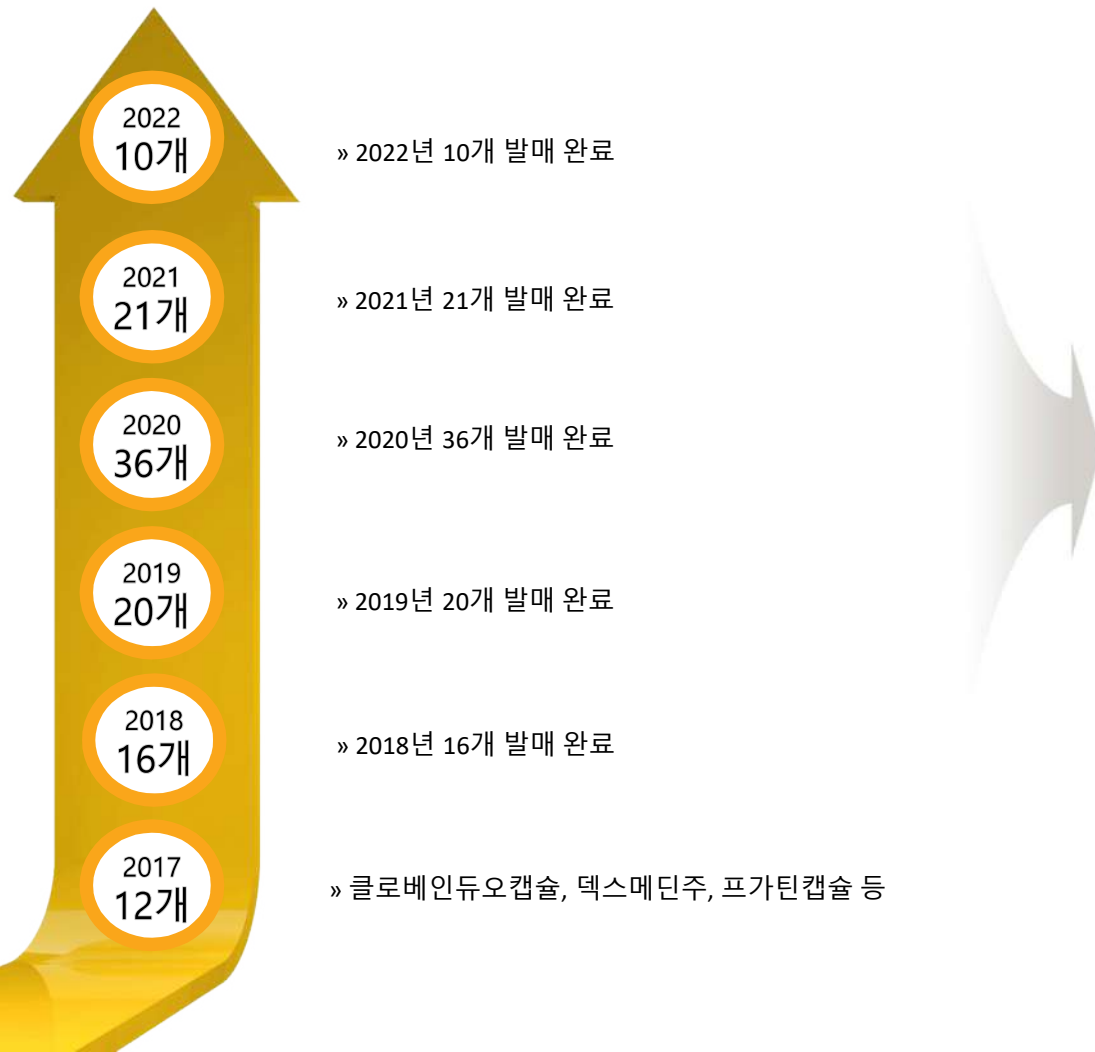 2022
10개
» 2022년 10개 발매 완료
2021
21개
» 2021년 21개 발매 완료
2020
36개
» 2020년 36개 발매 완료
2019
20개
» 2019년 20개 발매 완료
2018
16개
» 2018년 16개 발매 완료
2017
12개
» 클로베인듀오캡슐, 덱스메딘주, 프가틴캡슐 등